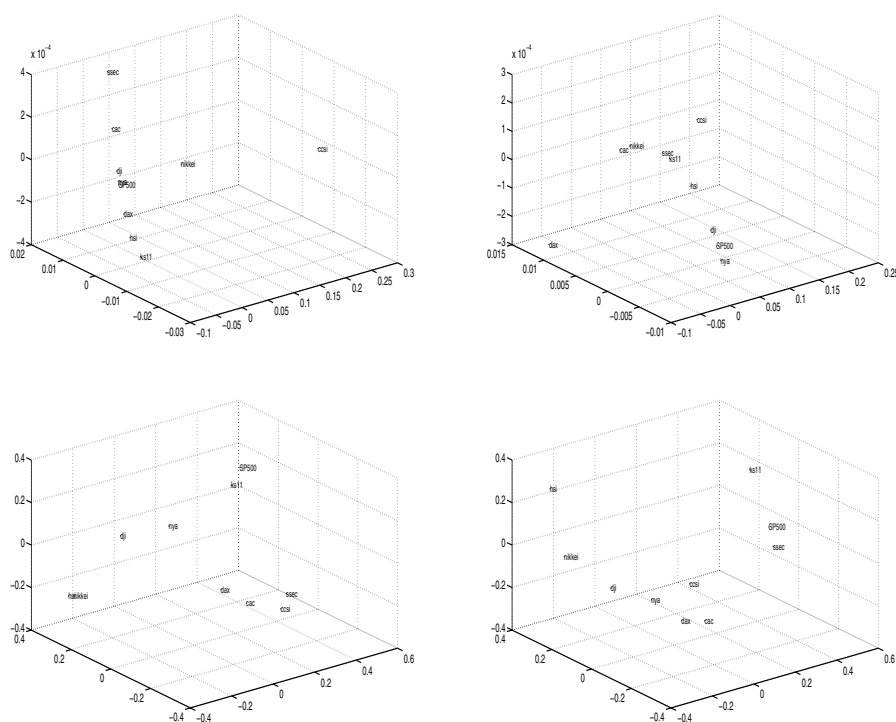 x 10⁻⁴
4
2
0
−2
−4
0.02
0.01
0
−0.01
−0.02
−0.03
−0.1
−0.05
0
0.05
0.1
0.15
0.2
0.25
0.3
ssec
cac
dji
SP500
nikkei
ccsi
dax
hsi
ks11
x 10⁻⁴
3
2
1
0
−1
−2
−3
0.015
0.01
0.005
0
−0.005
−0.01
−0.1
−0.05
0
0.05
0.1
0.15
0.2
0.25
ccsi
cac
nikkei
ssec
ks11
hsi
dji
dax
SP500
nya
0.4
0.2
0
−0.2
−0.4
0.4
0.2
0
−0.2
−0.4
−0.4
−0.2
0
0.2
0.4
0.6
SP500
ks11
nya
dji
nikkei
dax
cac
ssec
ccsi
0.4
0.2
0
−0.2
−0.4
0.4
0.2
0
−0.2
−0.4
−0.4
−0.2
0
0.2
0.4
0.6
ks11
hsi
SP500
ssec
nikkei
dji
ccsi
nya
dax
cac